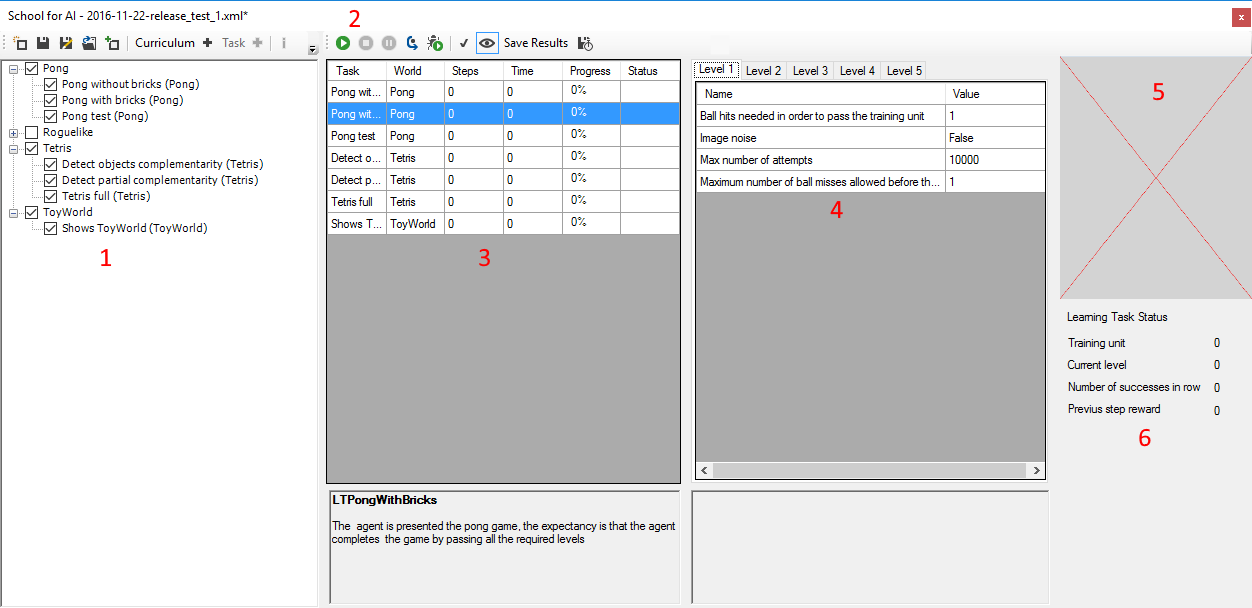 School for AI - 2016-11-22-release_test_1.xml*
x
2
Curriculum
Task
Save Results
Pong
Pong without bricks (Pong)
Pong with bricks (Pong)
Pong test (Pong)
Roguelike
Tetris
Detect objects complementarity (Tetris)
Detect partial complementarity (Tetris)
Tetris full (Tetris)
ToyWorld
Shows ToyWorld (ToyWorld)
1
Task World Steps Time Progress Status
Pong wit... Pong 0 0 0%
Pong wit... Pong 0 0 0%
Pong test Pong 0 0 0%
Detect o... Tetris 0 0 0%
Detect p... Tetris 0 0 0%
Tetris full Tetris 0 0 0%
Shows T... ToyWorld 0 0 0%
3
LTPongWithBricks
The agent is presented the pong game, the expectancy is that the agent
completes the game by passing all the required levels
Level 1 Level 2 Level 3 Level 4 Level 5
Name Value
Ball hits needed in order to pass the training unit 1
Image noise False
Max number of attempts 10000
Maximum number of ball misses allowed before th... 1
4
5
Learning Task Status
Training unit 0
Current level 0
Number of successes in row 0
Previus step reward 0
6